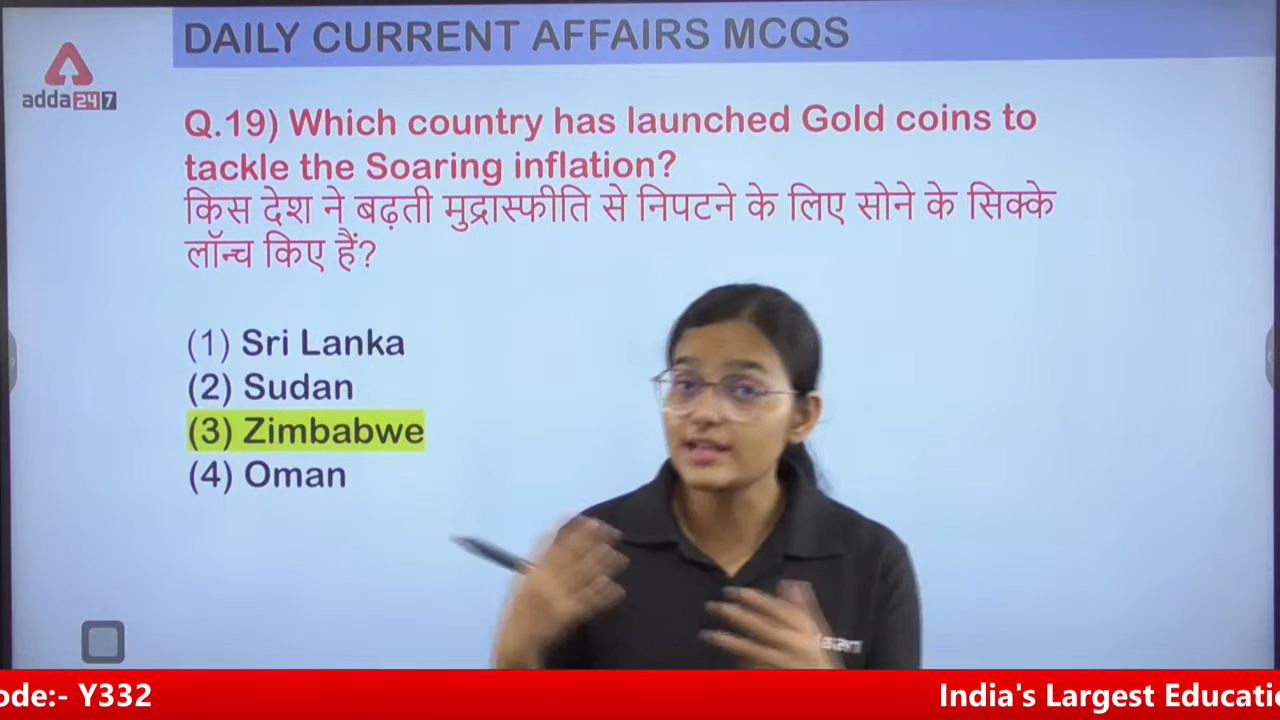 DAILY CURRENT AFFAIRS MCQS
adda247
Q.19) Which country has launched Gold coins to
tackle the Soaring inflation?
किस देश ने बढ़ती मुद्रास्फीति से निपटने के लिए सोने के सिक्के
लॉन्च किए हैं?
(1) Sri Lanka
(2) Sudan
(3) Zimbabwe
(4) Oman
ode:- Y332
India's Largest Educatio